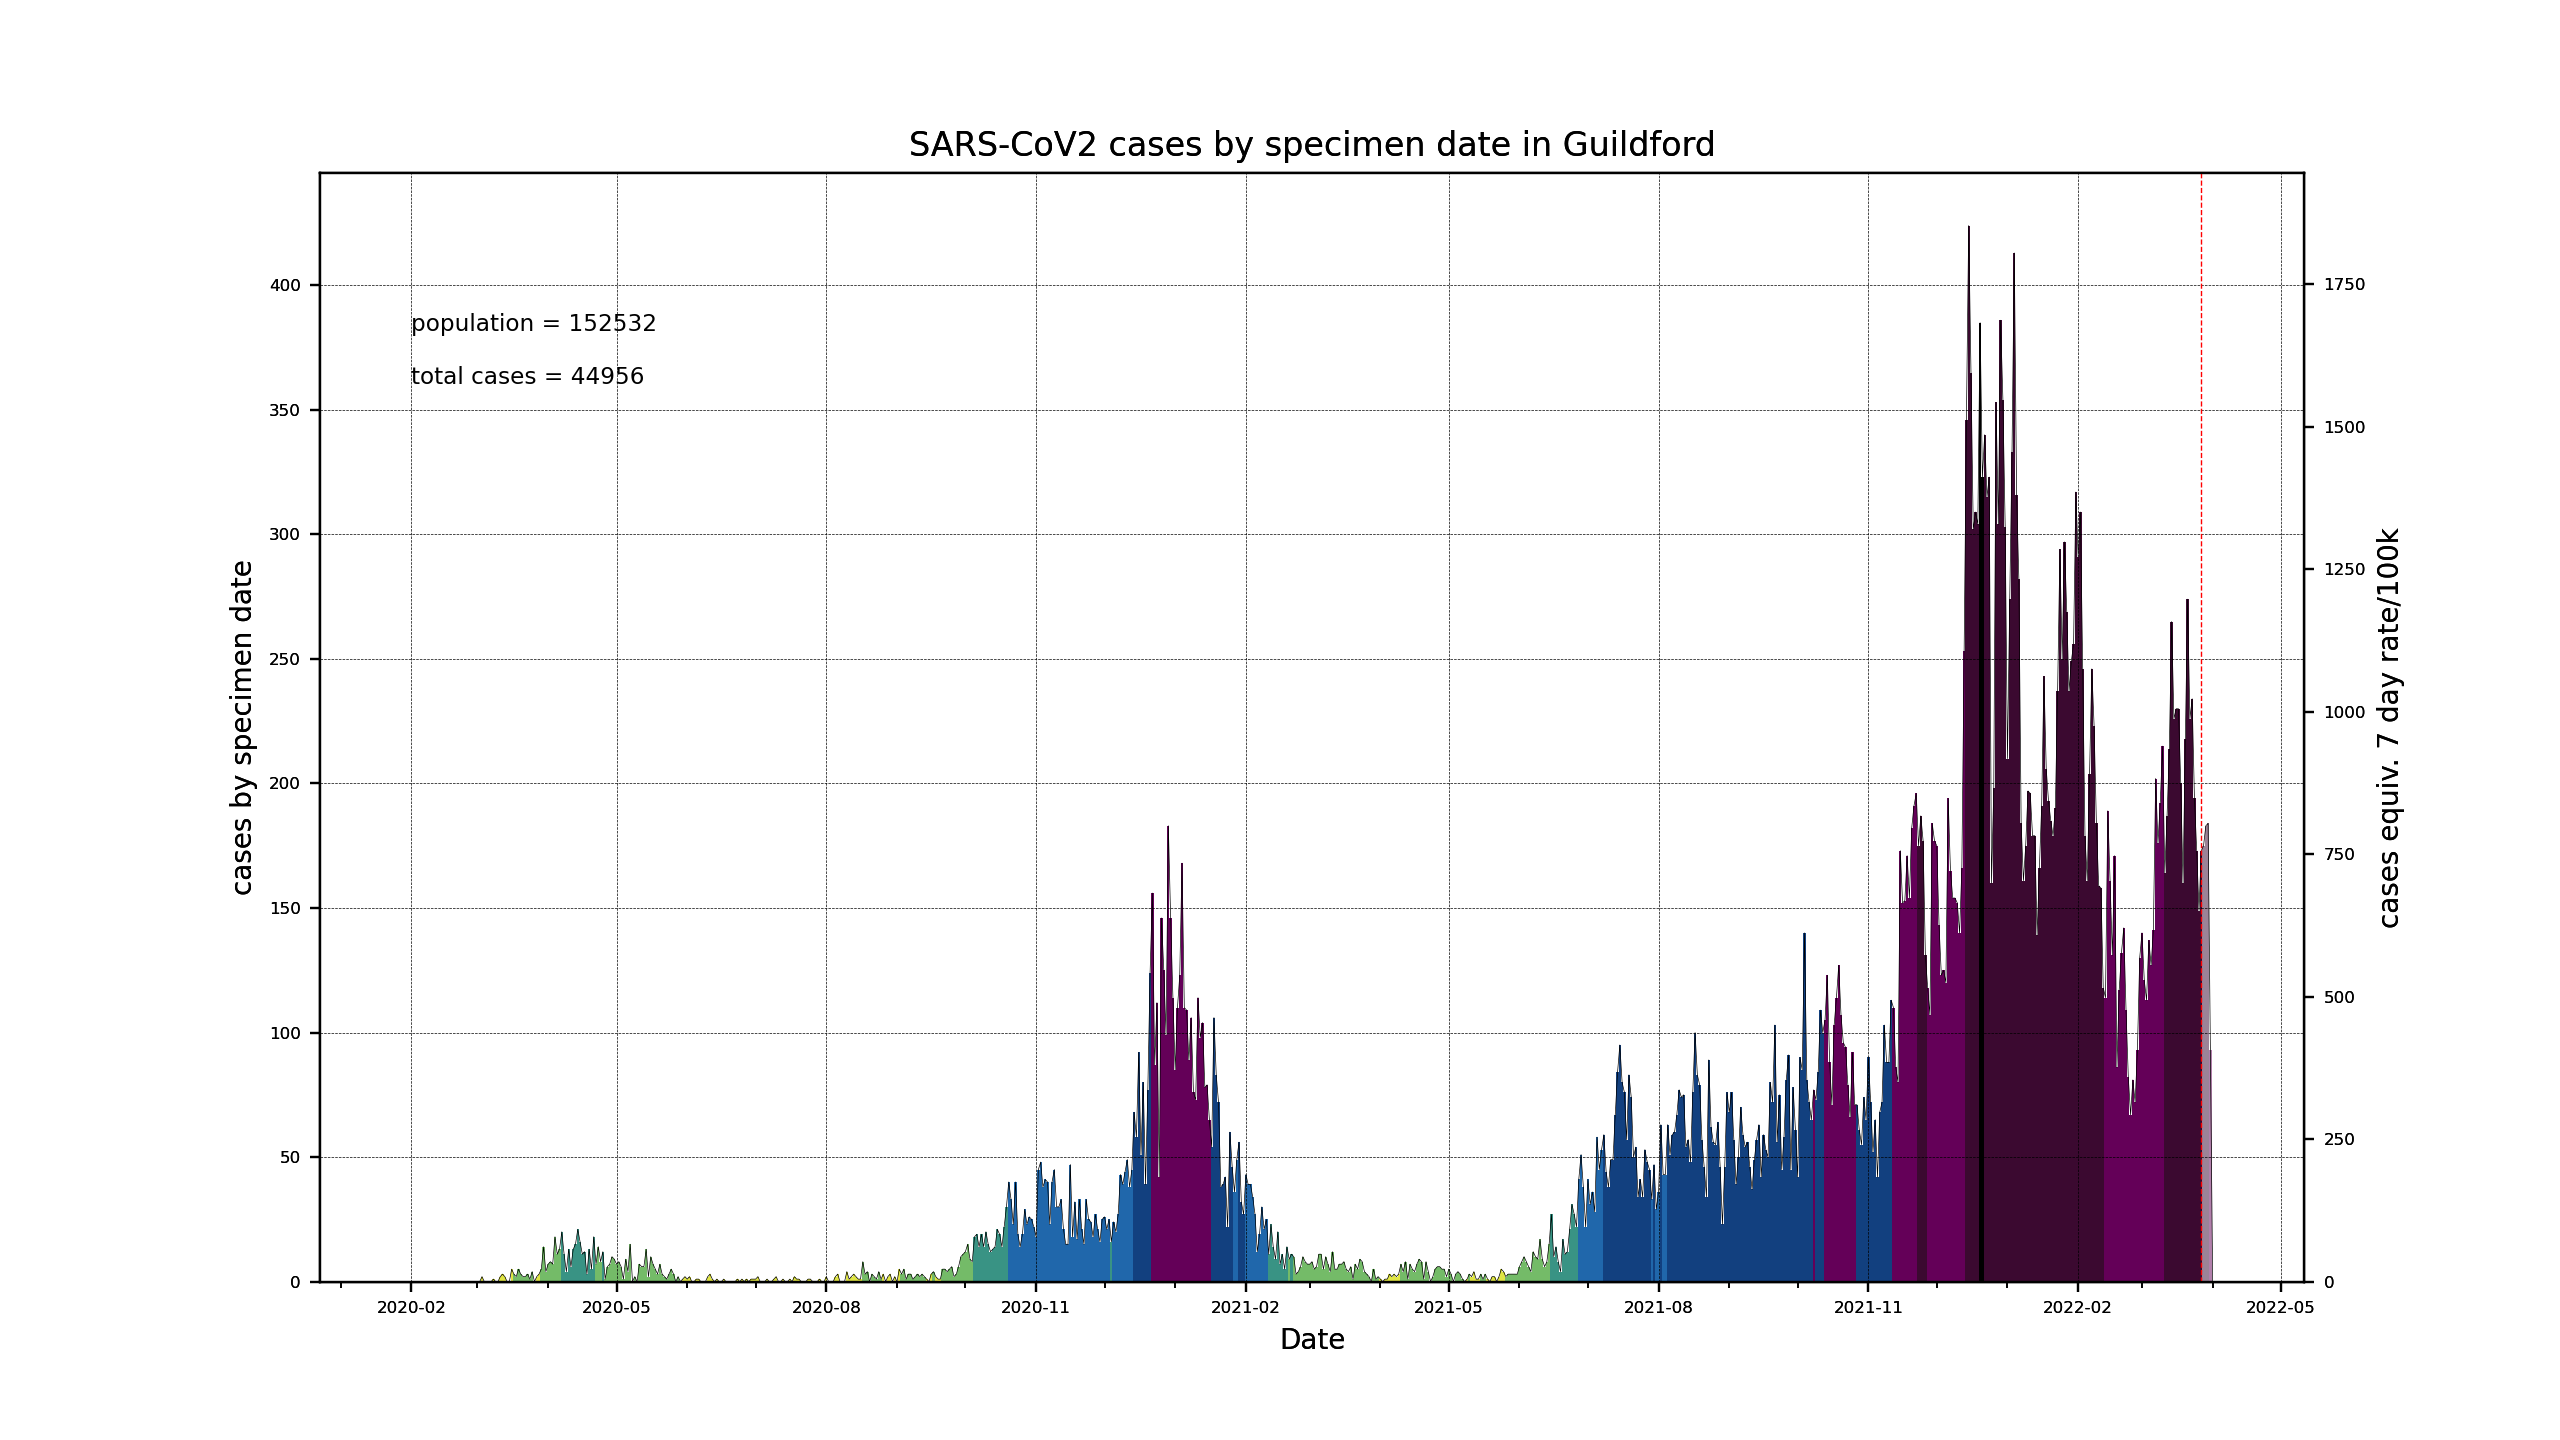 SARS-CoV2 cases by specimen date in Guildford
population = 152532
total cases = 44956
cases by specimen date
400
350
300
250
200
150
100
50
0
1750
1500
1250
1000
750
500
250
0
cases equiv. 7 day rate/100k
2020-02 2020-05 2020-08 2020-11 2021-02 2021-05 2021-08 2021-11 2022-02 2022-05
Date